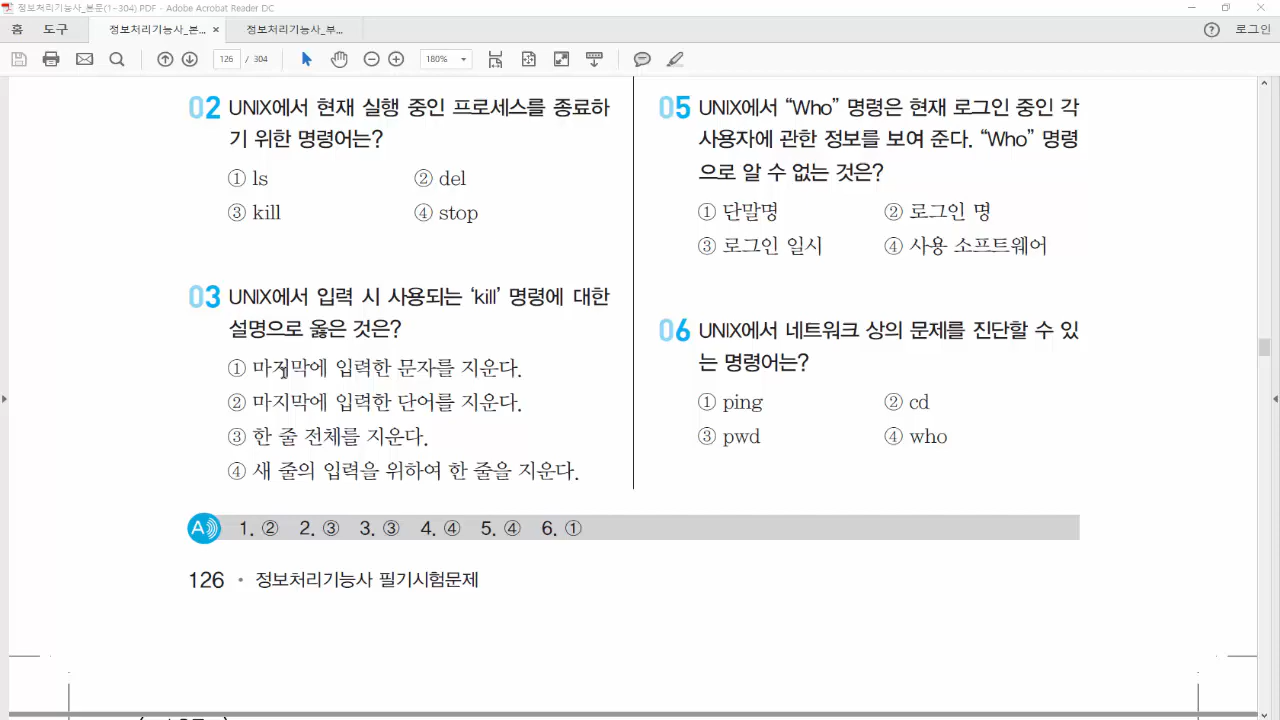 정보처리기능사_본문(1-304).PDF - Adobe Acrobat Reader DC
홈 도구 정보처리기능사_본... × 정보처리기능사_부... 로그인
126 / 304 180%
02 UNIX에서 현재 실행 중인 프로세스를 종료하
기 위한 명령어는?
① ls ② del
③ kill ④ stop
03 UNIX에서 입력 시 사용되는 ‘kill’ 명령에 대한
설명으로 옳은 것은?
① 마지막에 입력한 문자를 지운다.
② 마지막에 입력한 단어를 지운다.
③ 한 줄 전체를 지운다.
④ 새 줄의 입력을 위하여 한 줄을 지운다.
05 UNIX에서 “Who” 명령은 현재 로그인 중인 각
사용자에 관한 정보를 보여 준다. “Who” 명령
으로 알 수 없는 것은?
① 단말명 ② 로그인 명
③ 로그인 일시 ④ 사용 소프트웨어
06 UNIX에서 네트워크 상의 문제를 진단할 수 있
는 명령어는?
① ping ② cd
③ pwd ④ who
A 1. ② 2. ③ 3. ③ 4. ④ 5. ④ 6. ①
126 • 정보처리기능사 필기시험문제